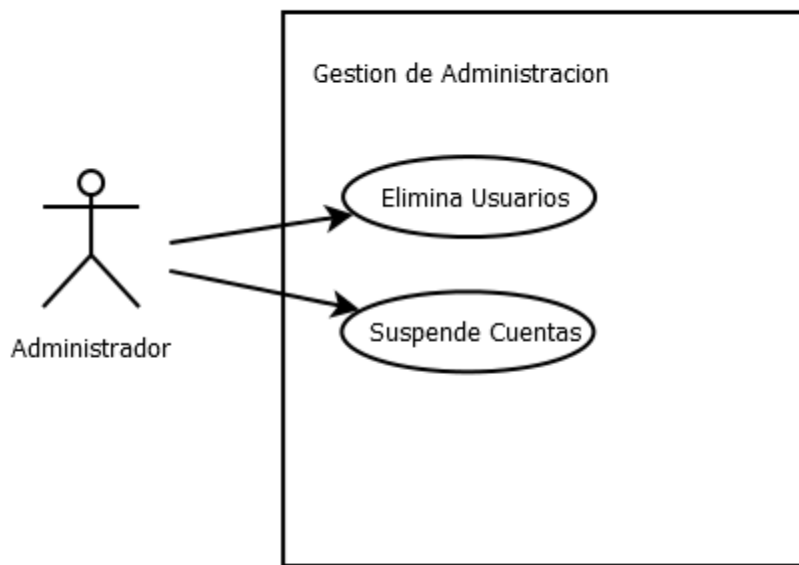 Gestion de Administracion
Elimina Usuarios
Suspende Cuentas
Administrador